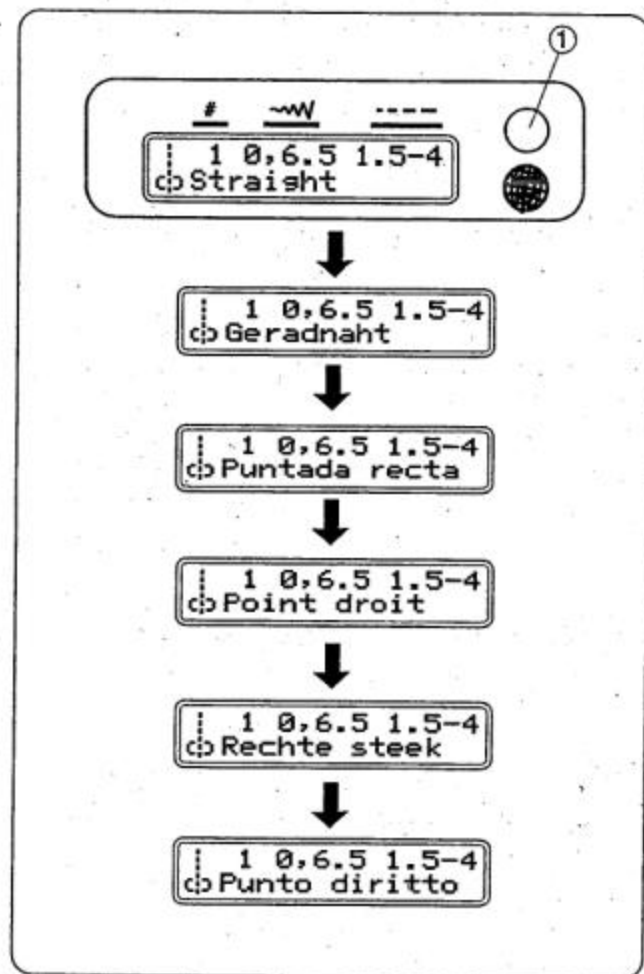 ①
#
1 0,6.5 1.5-4
Straight
1 0,6.5 1.5-4
Geradnaht
1 0,6.5 1.5-4
Puntada recta
1 0,6.5 1.5-4
Point droit
1 0,6.5 1.5-4
Rechte steek
1 0,6.5 1.5-4
Punto diritto